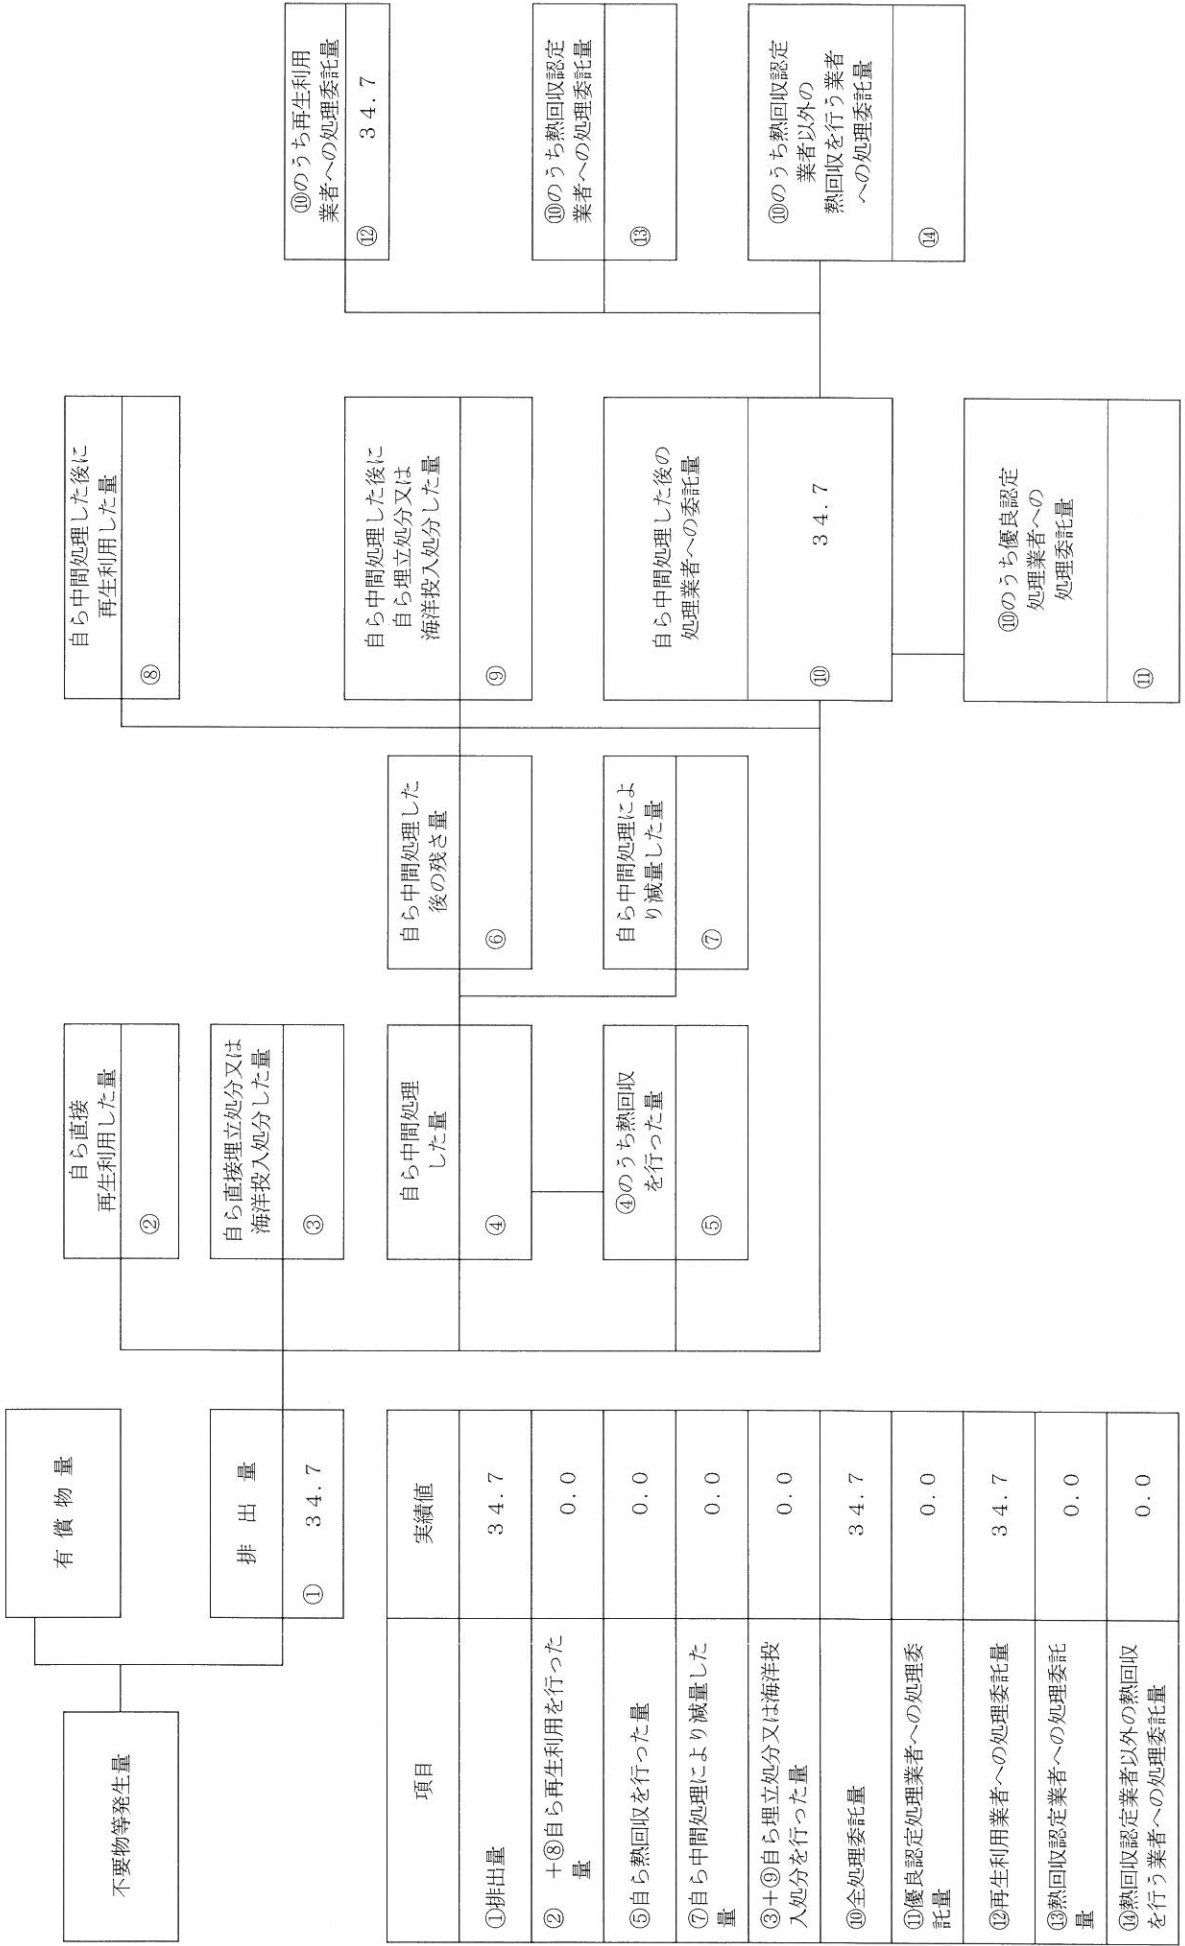 不要物等発生量
有 償 物 量
排 出 量
① 34.7
自ら直接
再生利用した量
②
自ら直接埋立処分又は
海洋投入処分した量
③
自ら中間処理
した量
④
④のうち熱回収
を行った量
⑤
自ら中間処理した
後の残さ量
⑥
自ら中間処理によ
り減量した量
⑦
自ら中間処理した後に
再生利用した量
⑧
自ら中間処理した後に
自ら埋立処分又は
海洋投入処分した量
⑨
自ら中間処理した後の
処理業者への委託量
⑩ 34.7
⑩のうち優良認定
処理業者への
処理委託量
⑪
⑩のうち再生利用
業者への処理委託量
⑫ 34.7
⑩のうち熱回収認定
業者への処理委託量
⑬
⑩のうち熱回収認定
業者以外の
熱回収を行う業者
への処理委託量
⑭
項目 実績値
①排出量 34.7
② +⑧自ら再生利用を行った
量 0.0
⑤自ら熱回収を行った量 0.0
⑦自ら中間処理により減量した
量 0.0
③+⑨自ら埋立処分又は海洋投
入処分を行った量 0.0
⑩全処理委託量 34.7
⑪優良認定処理業者への処理委
託量 0.0
⑫再生利用業者への処理委託量 34.7
⑬熱回収認定業者への処理委託
量 0.0
⑭熱回収認定業者以外の熱回収
を行う業者への処理委託量 0.0